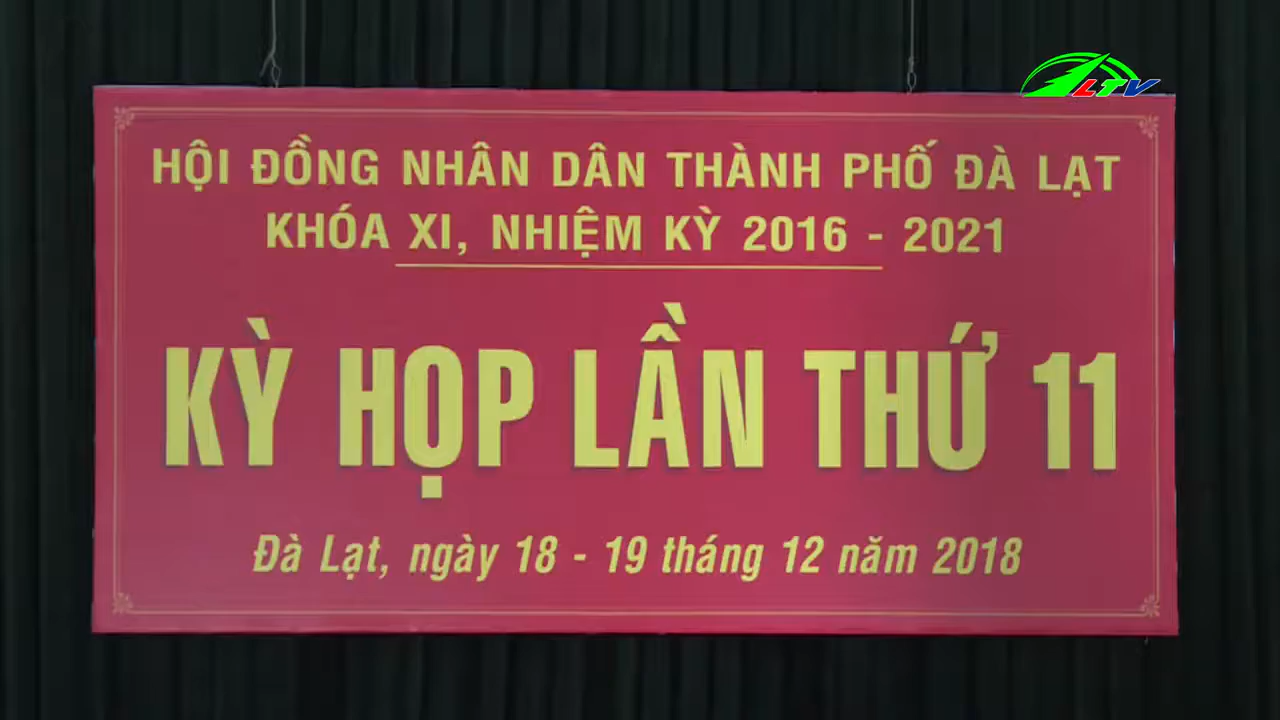 LTV
HỘI ĐỒNG NHÂN DÂN THÀNH PHỐ ĐÀ LẠT
KHÓA XI, NHIỆM KỲ 2016 - 2021
KỲ HỌP LẦN THỨ 11
Đà Lạt, ngày 18 - 19 tháng 12 năm 2018